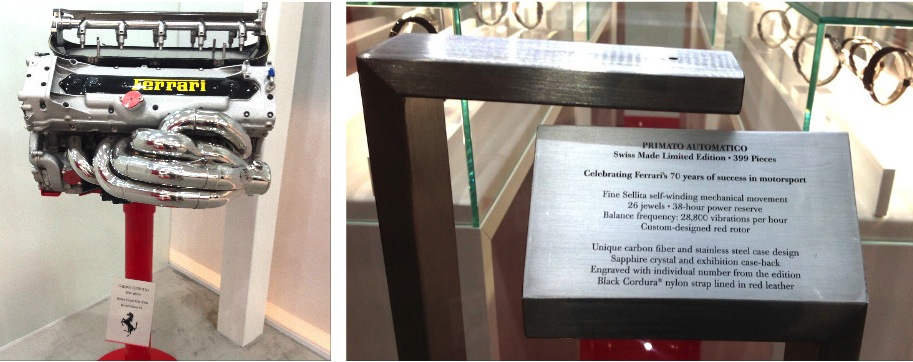 Ferrari
PRIMATO AUTOMATICO
Swiss Made Limited Edition • 399 Pieces
Celebrating Ferrari's 70 years of success in motorsport
Fine Sellita self-winding mechanical movement
26 jewels • 38-hour power reserve
Balance frequency: 28,800 vibrations per hour
Custom-designed red rotor
Unique carbon fiber and stainless steel case design
Sapphire crystal and exhibition case-back
Engraved with individual number from the edition
Black Cordura® nylon strap lined in red leather